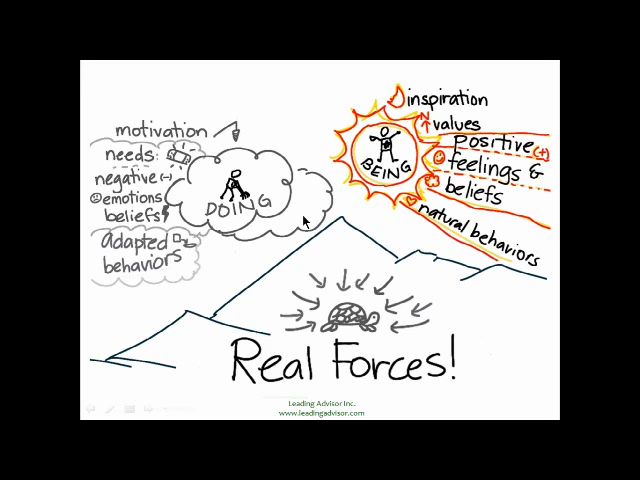 motivation
needs:
negative (-)
emotions
beliefs
adapted
behaviors
DOING
inspiration
N values
BEING
Positive (+)
feelings &
beliefs
natural behaviors
Real Forces!
Leading Advisor Inc.
www.leadingadvisor.com